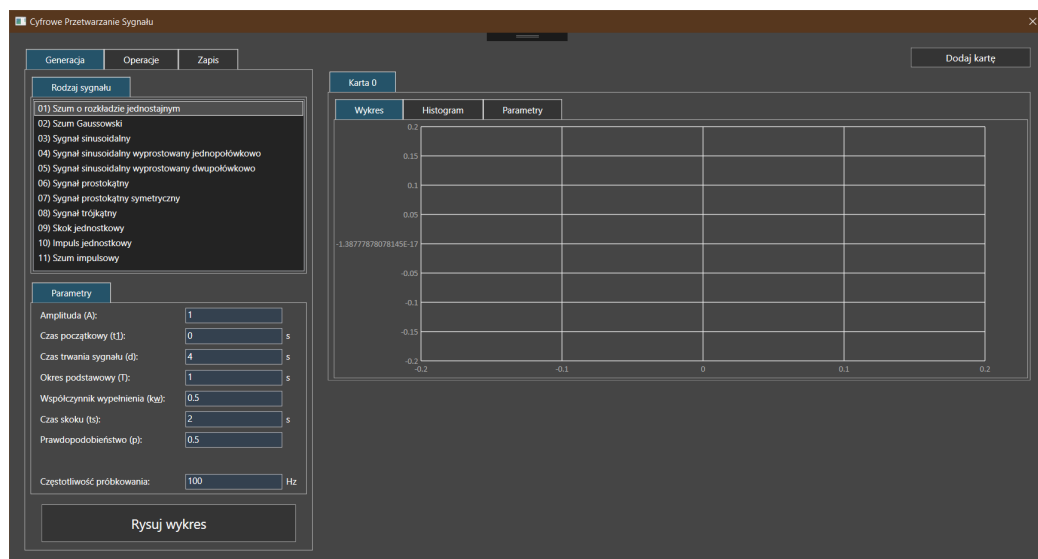 Cyfrowe Przetwarzanie Sygnału
Generacja Operacje Zapis
Dodaj kartę
Rodzaj sygnału
01) Szum o rozkładzie jednostajnym
02) Szum Gaussowski
03) Sygnał sinusoidalny
04) Sygnał sinusoidalny wyprostowany jednopołówkowo
05) Sygnał sinusoidalny wyprostowany dwupołówkowo
06) Sygnał prostokątny
07) Sygnał prostokątny symetryczny
08) Sygnał trójkątny
09) Skok jednostkowy
10) Impuls jednostkowy
11) Szum impulsowy
Parametry
Amplituda (A): 1
Czas początkowy (t1): 0 s
Czas trwania sygnału (d): 4 s
Okres podstawowy (T): 1 s
Współczynnik wypełnienia (kw): 0.5
Czas skoku (ts): 2 s
Prawdopodobieństwo (p): 0.5
Częstotliwość próbkowania: 100 Hz
Rysuj wykres
Karta 0
Wykres Histogram Parametry
0.2
0.15
0.1
0.05
-1.38777878078145E-17
-0.05
-0.1
-0.15
-0.2
-0.2 -0.1 0 0.1 0.2